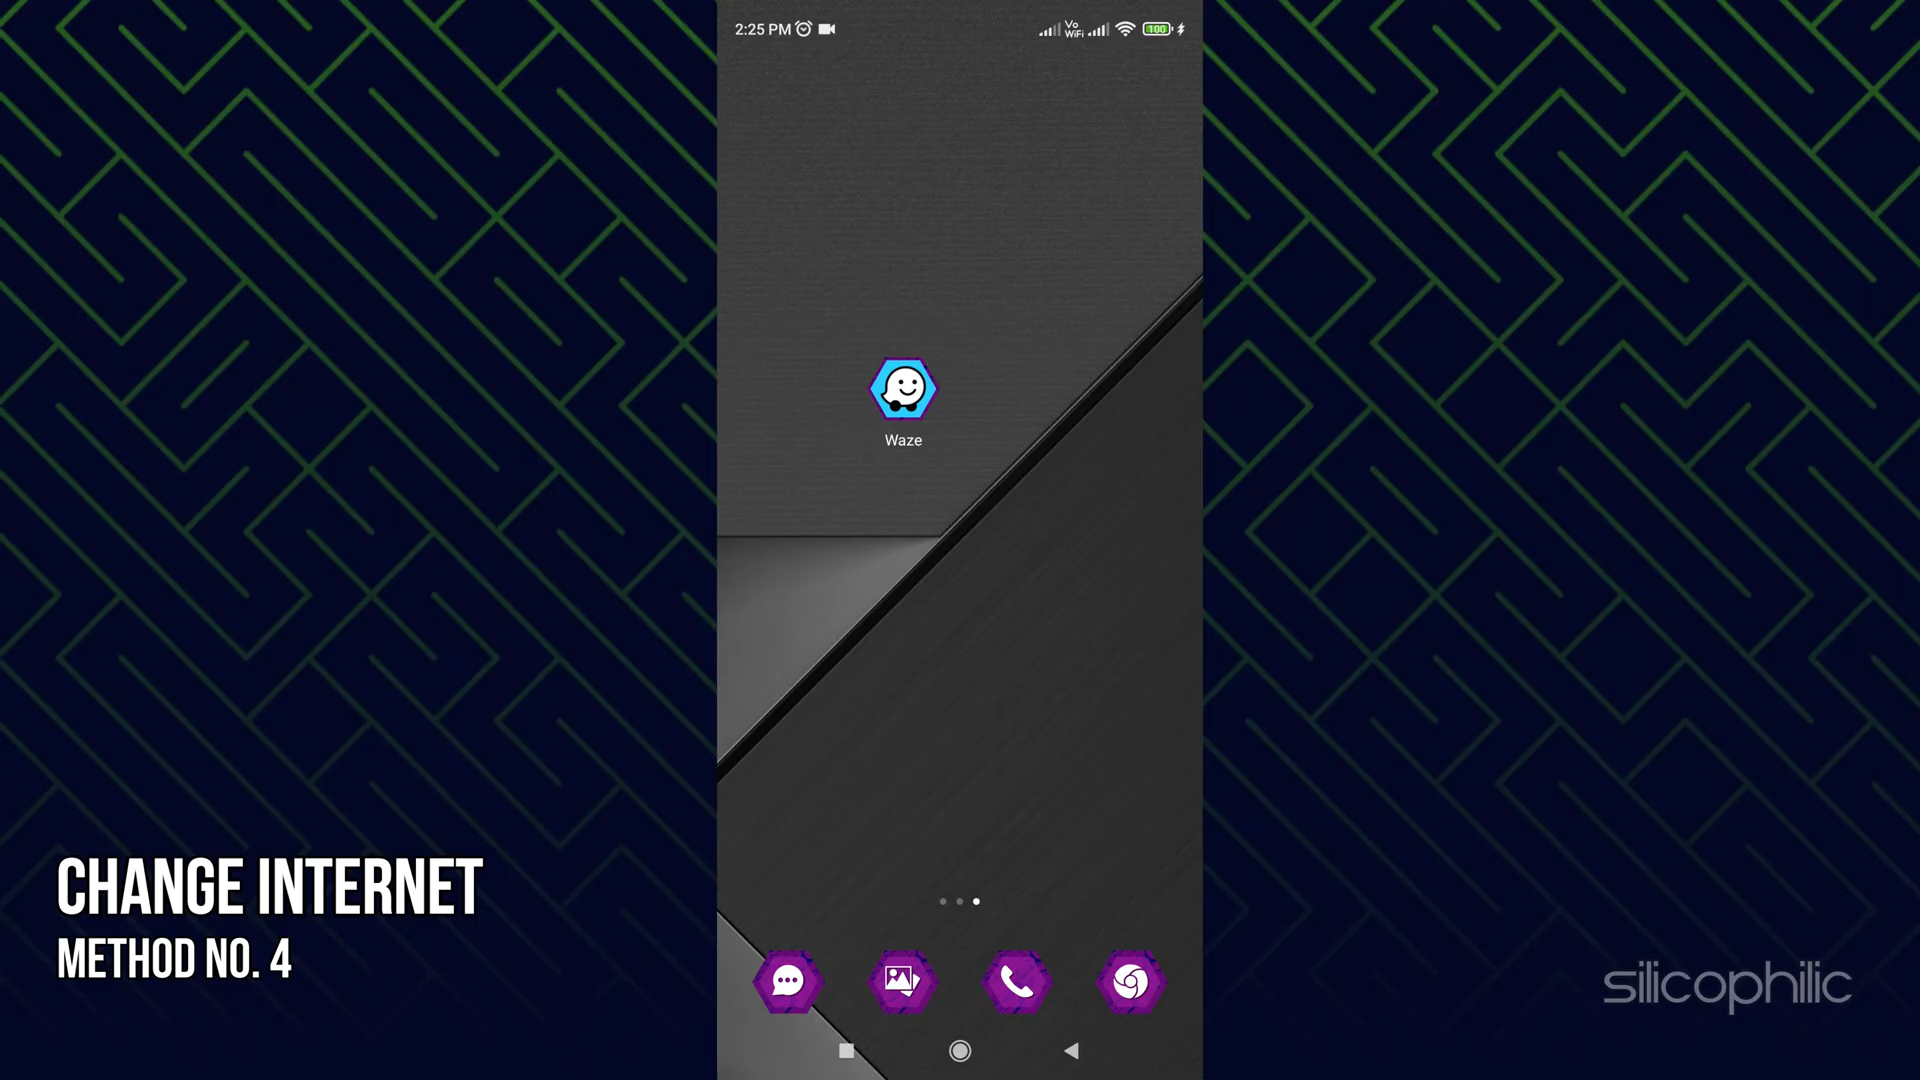 2:25 PM
Vo
WiFi
100
Waze
CHANGE INTERNET
METHOD NO. 4
silicophilic